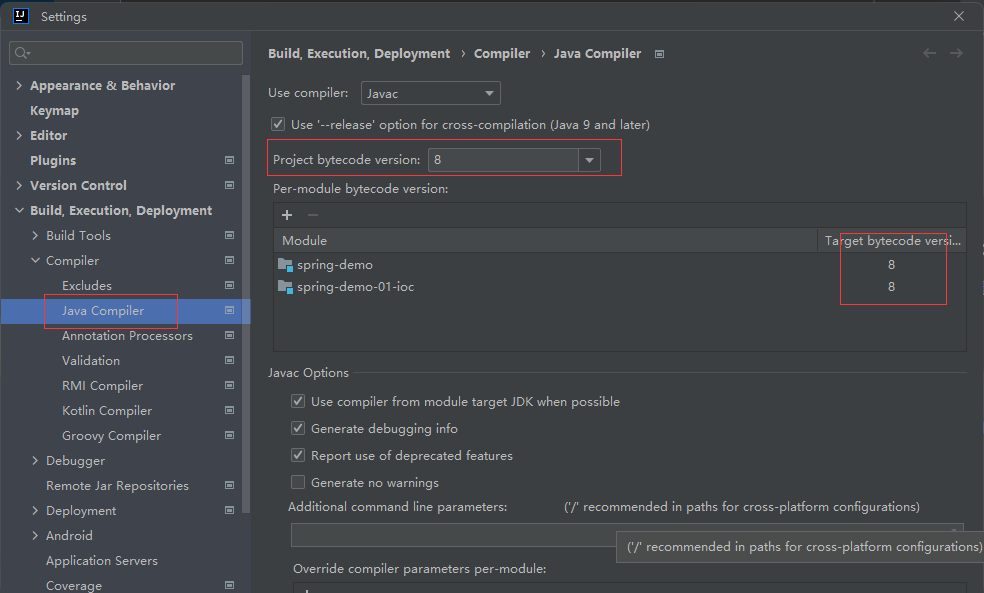 IJ
Settings
Appearance & Behavior
Keymap
Editor
Plugins
Version Control
Build, Execution, Deployment
Build Tools
Compiler
Excludes
Java Compiler
Annotation Processors
Validation
RMI Compiler
Kotlin Compiler
Groovy Compiler
Debugger
Remote Jar Repositories
Deployment
Android
Application Servers
Coverage
Build, Execution, Deployment › Compiler › Java Compiler
Use compiler: Javac
Use '--release' option for cross-compilation (Java 9 and later)
Project bytecode version: 8
Per-module bytecode version:
+ −
Module Target bytecode versi...
spring-demo 8
spring-demo-01-ioc 8
Javac Options
Use compiler from module target JDK when possible
Generate debugging info
Report use of deprecated features
Generate no warnings
Additional command line parameters: ('/' recommended in paths for cross-platform configurations)
('/' recommended in paths for cross-platform configurations)
Override compiler parameters per-module: